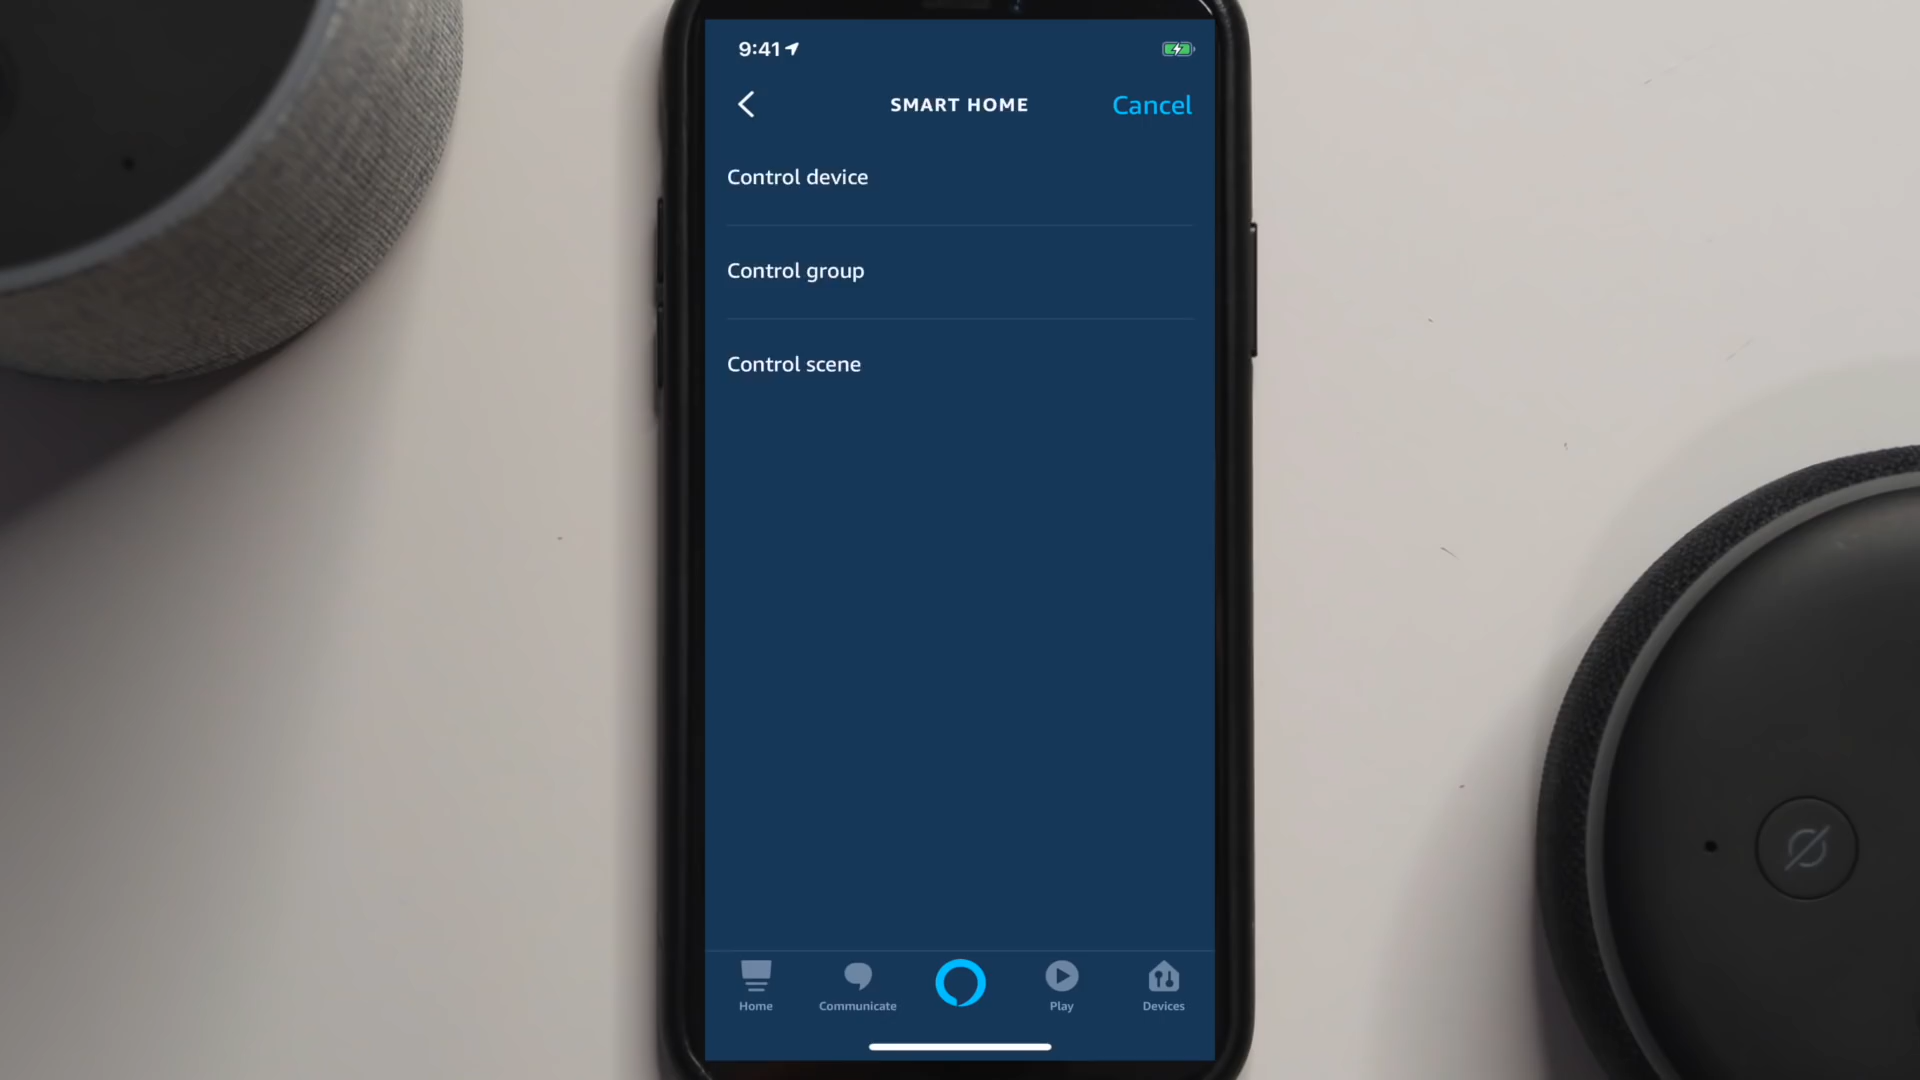 9:41
SMART HOME
Cancel
Control device
Control group
Control scene
Home
Communicate
Play
Devices